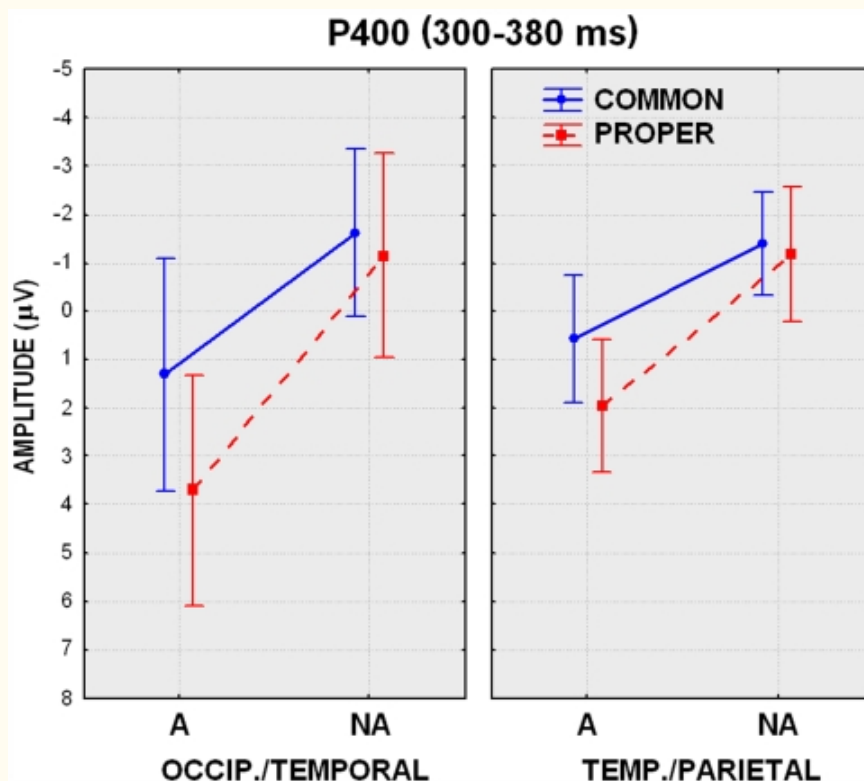 P400 (300-380 ms)
AMPLITUDE (µV)
-5
-4
-3
-2
-1
0
1
2
3
4
5
6
7
8
COMMON
PROPER
A NA A NA
OCCIP./TEMPORAL TEMP./PARIETAL